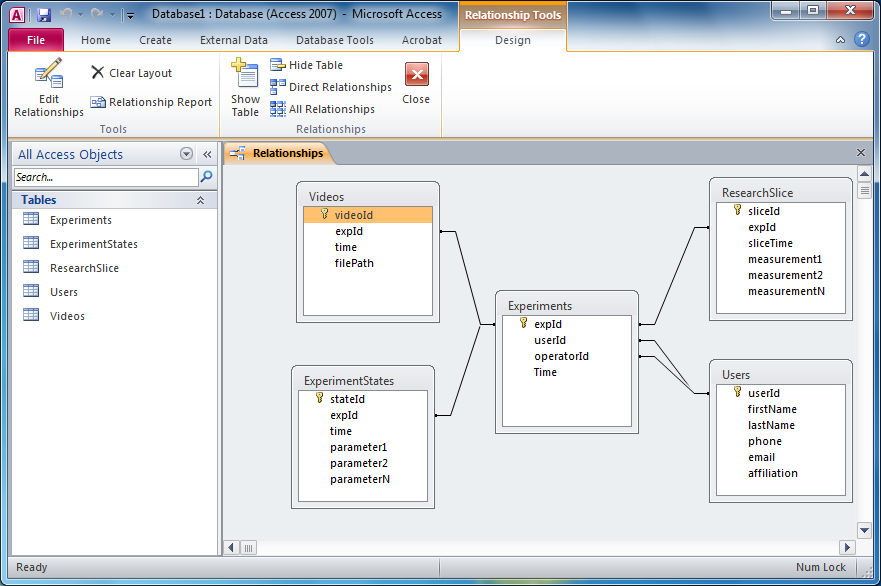 Database1 : Database (Access 2007) - Microsoft Access
Relationship Tools
File Home Create External Data Database Tools Acrobat Design
Edit Relationships
Clear Layout
Relationship Report
Tools
Show Table
Hide Table
Direct Relationships
All Relationships
Relationships
Close
All Access Objects
Search...
Tables
Experiments
ExperimentStates
ResearchSlice
Users
Videos
Relationships
Videos
videoId
expId
time
filePath
ExperimentStates
stateId
expId
time
parameter1
parameter2
parameterN
Experiments
expId
userId
operatorId
Time
ResearchSlice
sliceId
expId
sliceTime
measurement1
measurement2
measurementN
Users
userId
firstName
lastName
phone
email
affiliation
Ready
Num Lock